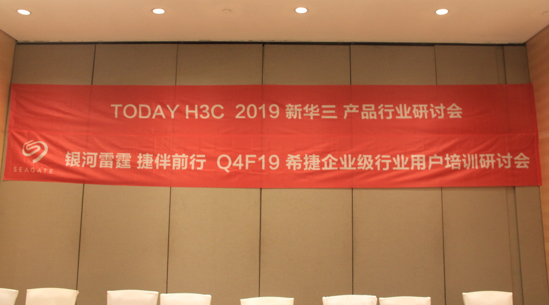 TODAY H3C 2019 新华三 产品行业研讨会
银河雷霆 捷伴前行 Q4F19 希捷企业级行业用户培训研讨会
SEAGATE